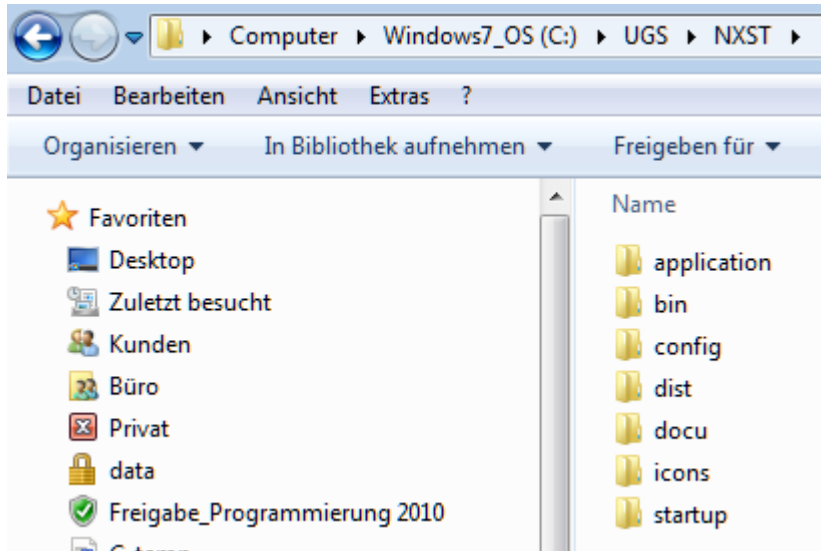 Computer ▸ Windows7_OS (C:) ▸ UGS ▸ NXST ▸
Datei Bearbeiten Ansicht Extras ?
Organisieren In Bibliothek aufnehmen Freigeben für
Favoriten
Desktop
Zuletzt besucht
Kunden
Büro
Privat
data
Freigabe_Programmierung 2010
Name
application
bin
config
dist
docu
icons
startup